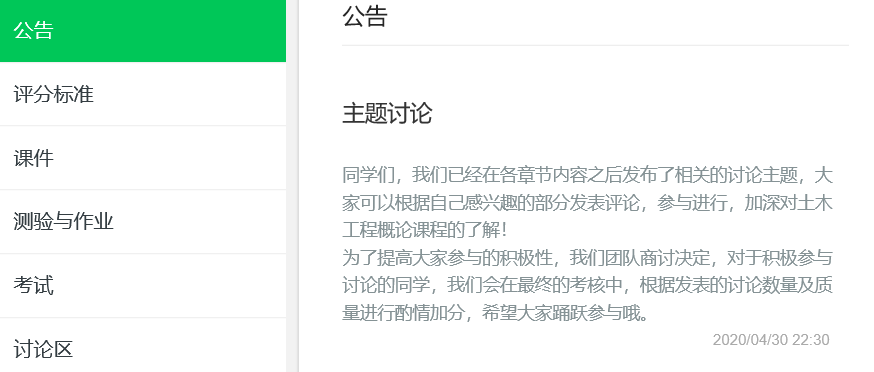 公告
评分标准
课件
测验与作业
考试
讨论区
公告
主题讨论
同学们，我们已经在各章节内容之后发布了相关的讨论主题，大
家可以根据自己感兴趣的部分发表评论，参与进行，加深对土木
工程概论课程的了解！
为了提高大家参与的积极性，我们团队商讨决定，对于积极参与
讨论的同学，我们会在最终的考核中，根据发表的讨论数量及质
量进行酌情加分，希望大家踊跃参与哦。
2020/04/30 22:30